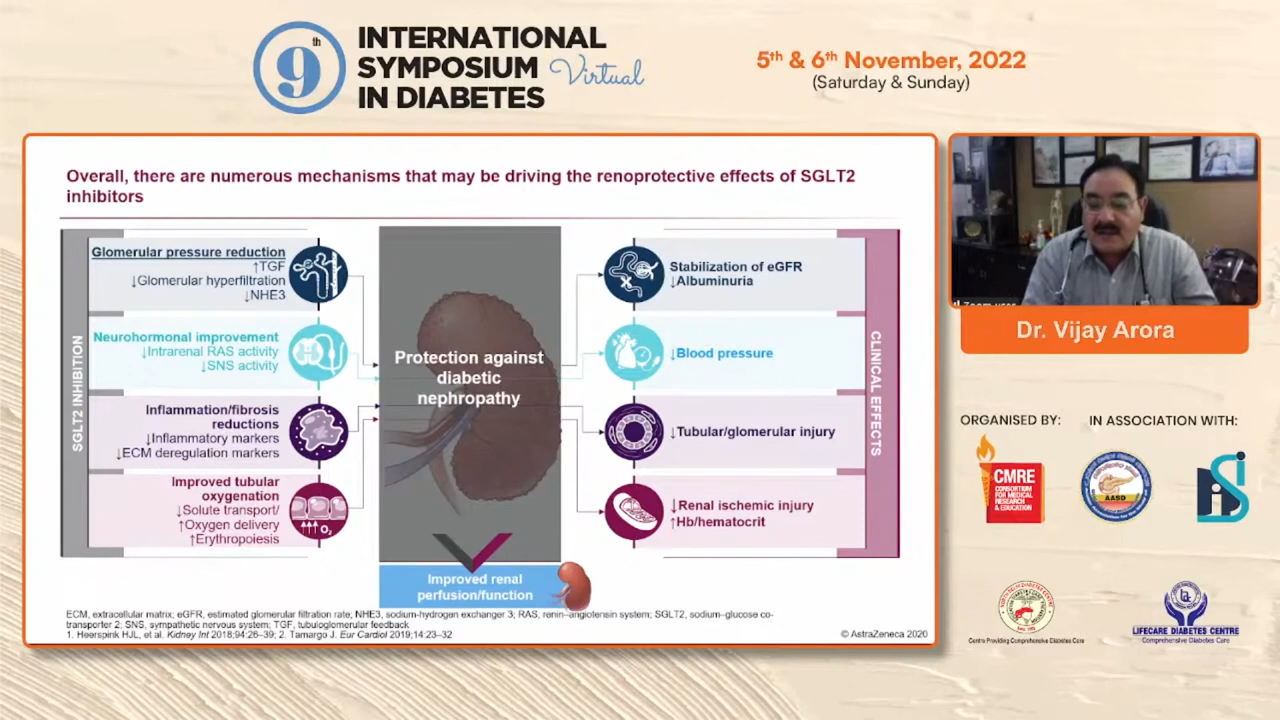 9th
INTERNATIONAL
SYMPOSIUM Virtual
IN DIABETES
5th & 6th November, 2022
(Saturday & Sunday)
Overall, there are numerous mechanisms that may be driving the renoprotective effects of SGLT2
inhibitors
SGLT2 INHIBITION
Glomerular pressure reduction
↑TGF
↓Glomerular hyperfiltration
↓NHE3
Neurohormonal improvement
↓Intrarenal RAS activity
↓SNS activity
Inflammation/fibrosis
reductions
↓Inflammatory markers
↓ECM deregulation markers
Improved tubular
oxygenation
↓Solute transport/
↑Oxygen delivery
↑Erythropoiesis
O2
Protection against
diabetic
nephropathy
Improved renal
perfusion/function
Stabilization of eGFR
↓Albuminuria
↓Blood pressure
↓Tubular/glomerular injury
↓Renal ischemic injury
↑Hb/hematocrit
CLINICAL EFFECTS
ECM, extracellular matrix; eGFR, estimated glomerular filtration rate; NHE3, sodium-hydrogen exchanger 3; RAS, renin–angiotensin system; SGLT2, sodium–glucose co-
transporter 2; SNS, sympathetic nervous system; TGF, tubuloglomerular feedback
1. Heerspink HJL, et al. Kidney Int 2018;94:26–39; 2. Tamargo J. Eur Cardiol 2019;14:23–32
© AstraZeneca 2020
Dr. Vijay Arora
ORGANISED BY:
IN ASSOCIATION WITH:
CMRE
CONSORTIUM
FOR MEDICAL
RESEARCH
& EDUCATION
AASD
Centre Providing Comprehensive Diabetes Care
LIFECARE DIABETES CENTRE
Comprehensive Diabetes Care